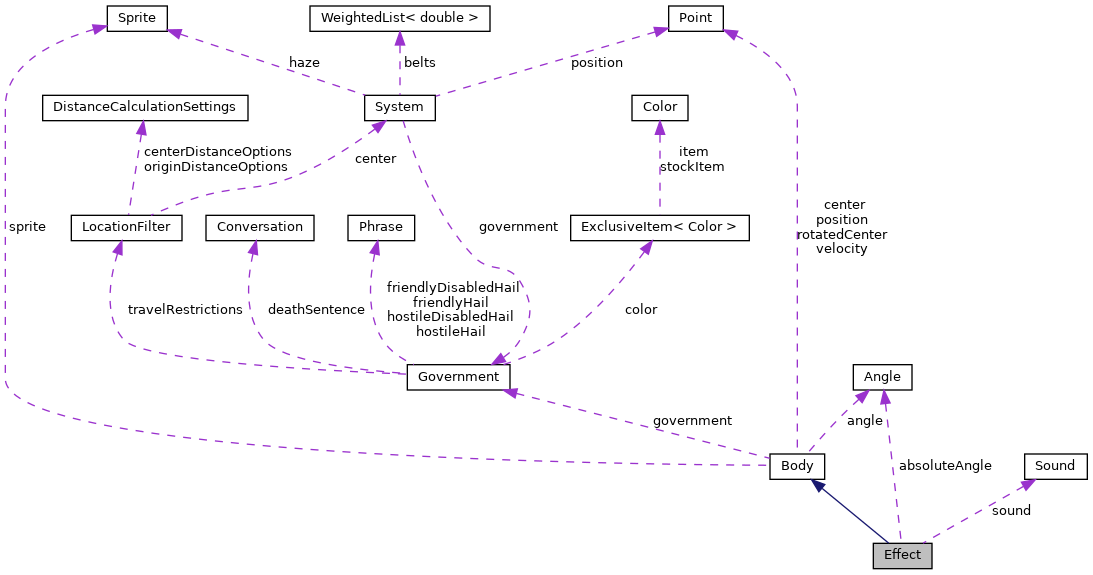 Sprite
WeightedList< double >
Point
haze
belts
position
DistanceCalculationSettings
System
Color
centerDistanceOptions
originDistanceOptions
center
item
stockItem
sprite
LocationFilter
Conversation
Phrase
government
ExclusiveItem< Color >
center
position
rotatedCenter
velocity
travelRestrictions
deathSentence
friendlyDisabledHail
friendlyHail
hostileDisabledHail
hostileHail
color
Government
Angle
government
angle
Body
absoluteAngle
Sound
sound
Effect